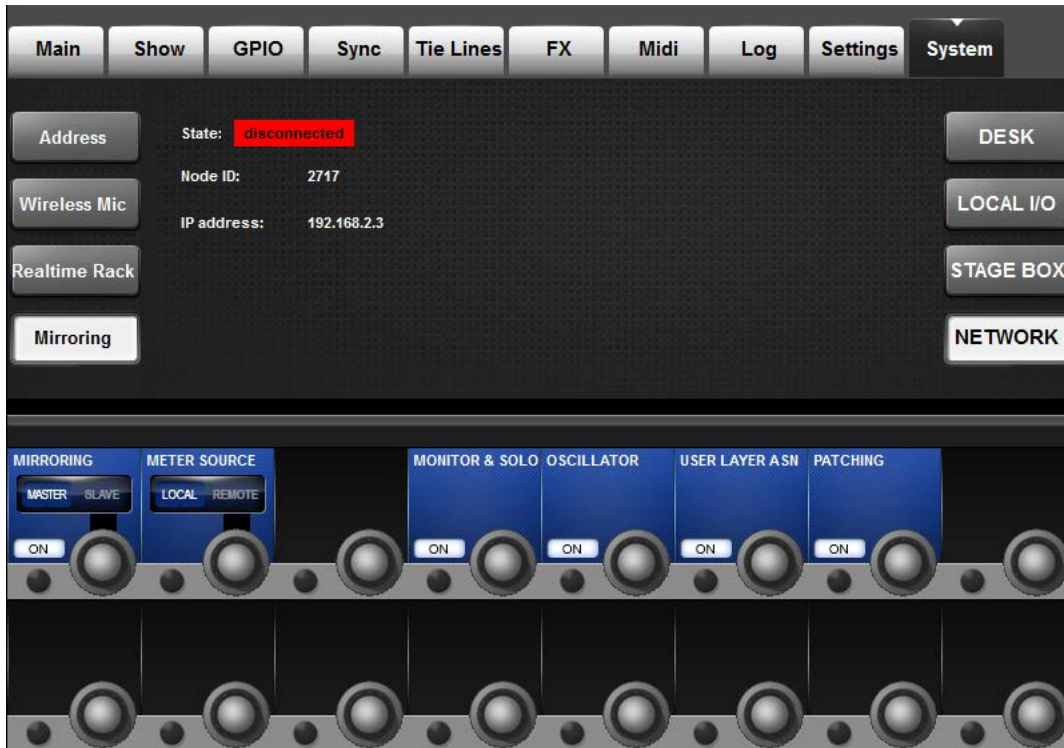 Main Show GPIO Sync Tie Lines FX Midi Log Settings System
Address
State: disconnected
DESK
Node ID: 2717
Wireless Mic
LOCAL I/O
IP address: 192.168.2.3
Realtime Rack
STAGE BOX
Mirroring
NETWORK
MIRRORING METER SOURCE MONITOR & SOLO OSCILLATOR USER LAYER ASN PATCHING
MASTER SLAVE LOCAL REMOTE
ON ON ON ON ON